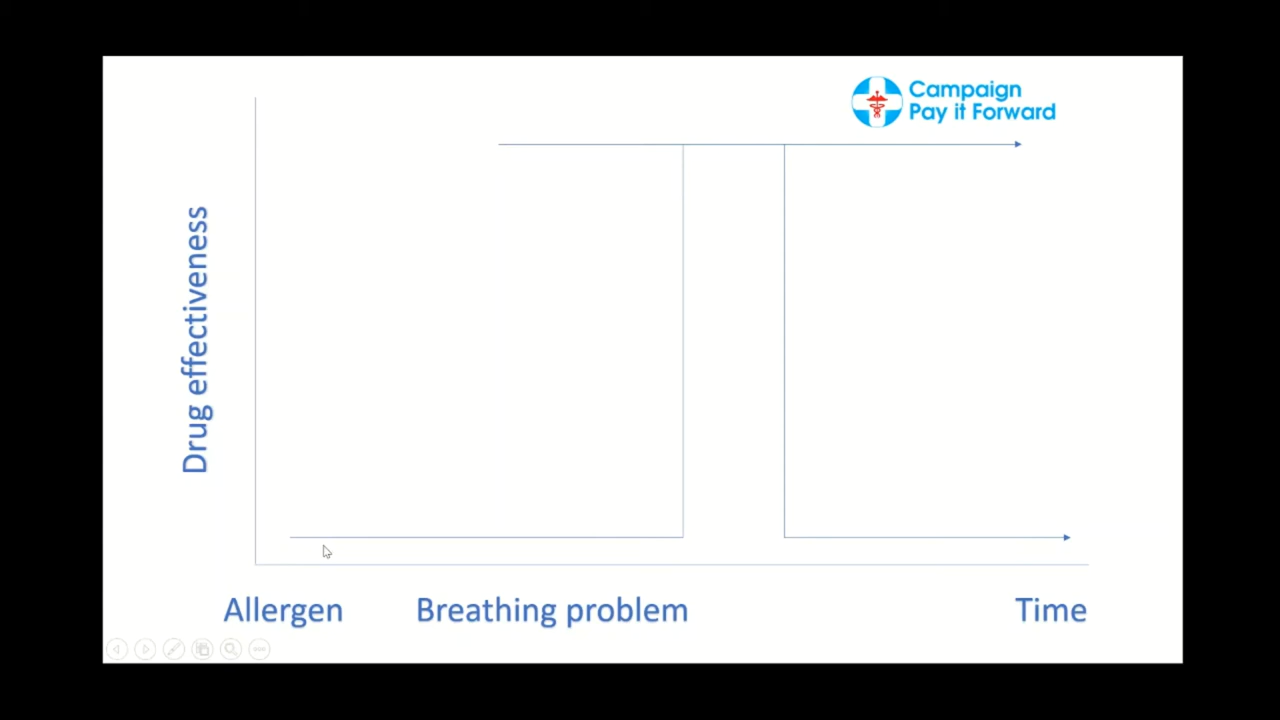 Campaign
Pay it Forward
Drug effectiveness
Allergen
Breathing problem
Time